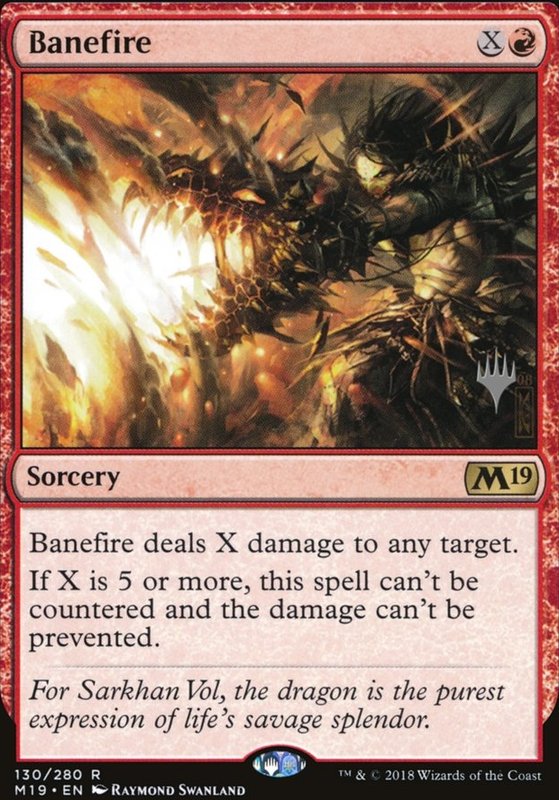 Banefire X
Sorcery M19
Banefire deals X damage to any target.
If X is 5 or more, this spell can't be
countered and the damage can't be
prevented.
For Sarkhan Vol, the dragon is the purest
expression of life's savage splendor.
130/280 R
M19 • EN Raymond Swanland
™ & © 2018 Wizards of the Coast